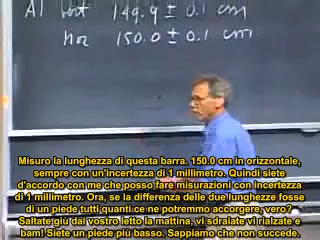 Al vert 149.9 ± 0.1 cm
hor 150.0 ± 0.1 cm
Misuro la lunghezza di questa barra. 150.0 cm in orizzontale,
sempre con un'incertezza di 1 millimetro. Quindi siete
d'accordo con me che posso fare misurazioni con incertezza
di 1 millimetro. Ora, se la differenza delle due lunghezze fosse
di un piede tutti quanti ce ne potremmo accorgere, vero?
Saltate giù dal vostro letto la mattina, vi sdraiate vi rialzate e
bam! Siete un piede più basso. Sappiamo che non succede.